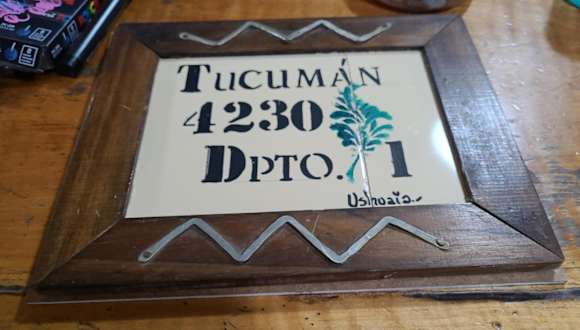 TUCUMÁN
4230
DPTO. 1
Ushuaia.